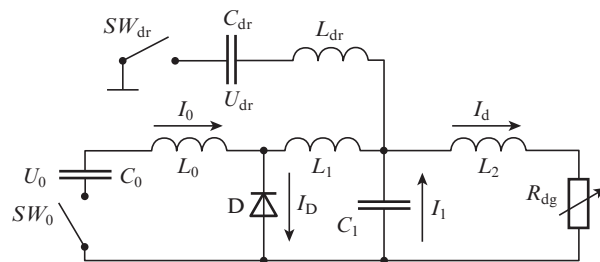 SW_dr
C_dr
L_dr
U_dr
I_0
I_d
L_0
L_1
L_2
U_0
C_0
SW_0
D
I_D
C_1
I_1
R_dg